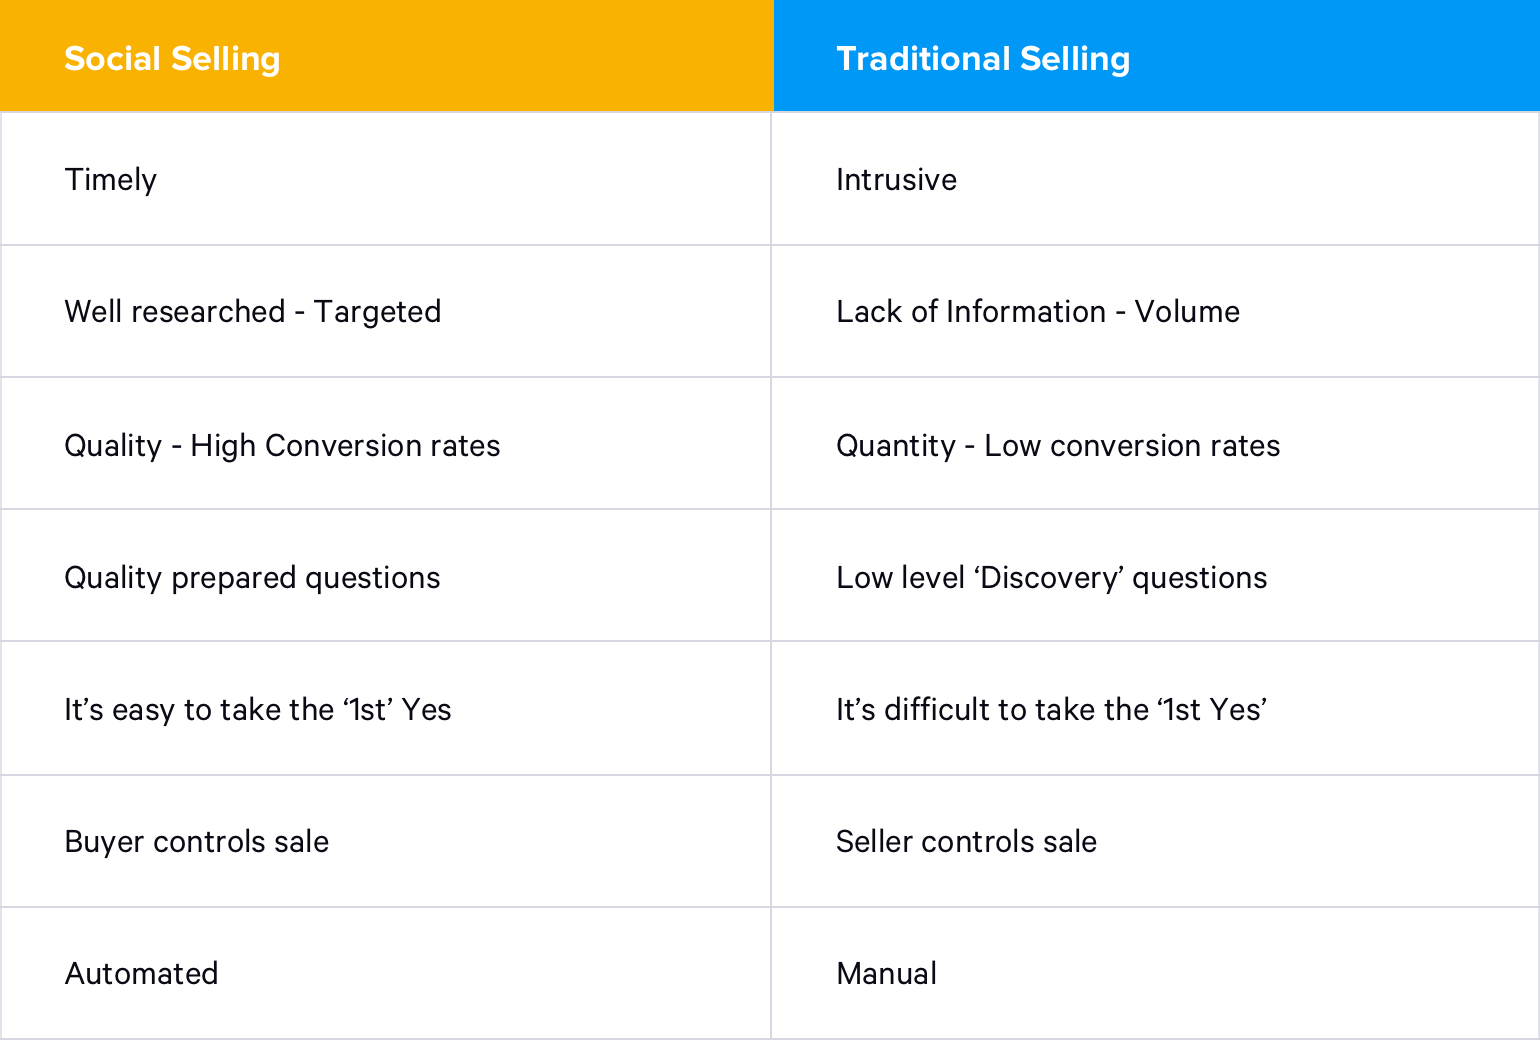 Social Selling
Traditional Selling
Timely
Intrusive
Well researched - Targeted
Lack of Information - Volume
Quality - High Conversion rates
Quantity - Low conversion rates
Quality prepared questions
Low level ‘Discovery’ questions
It’s easy to take the ‘1st’ Yes
It’s difficult to take the ‘1st Yes’
Buyer controls sale
Seller controls sale
Automated
Manual